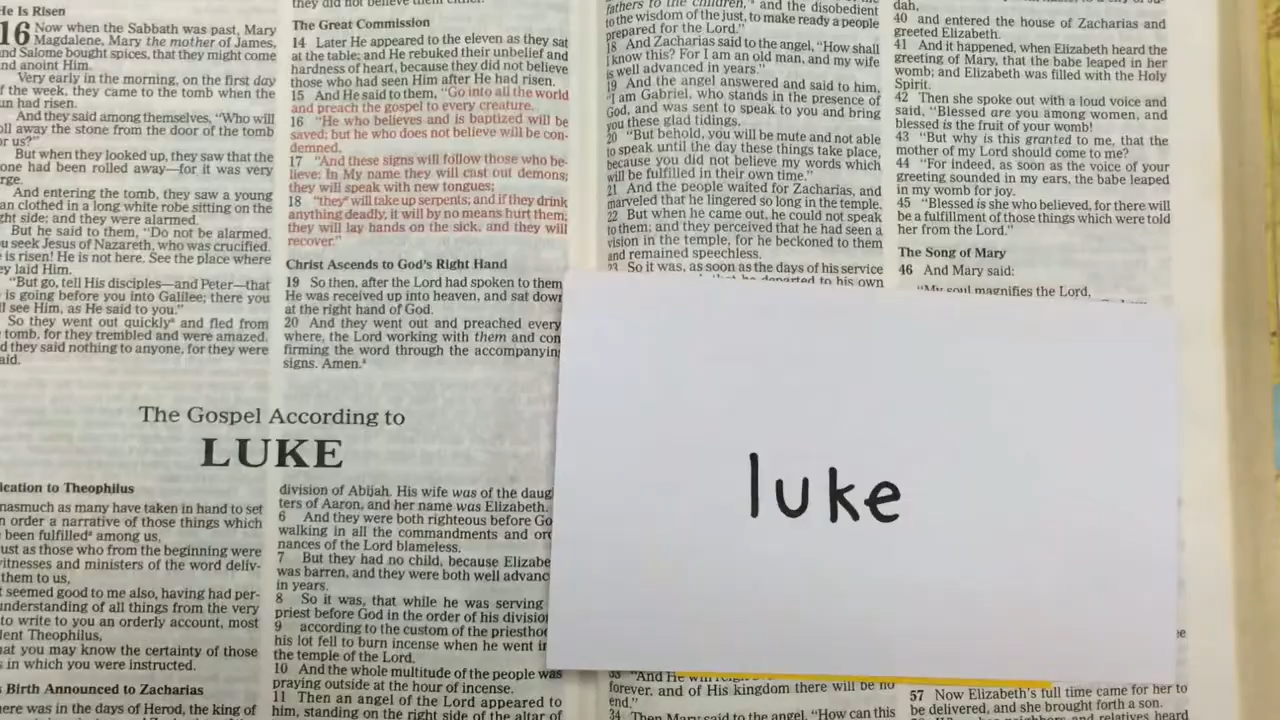 He Is Risen
16 Now when the Sabbath was past, Mary
Magdalene, Mary the mother of James,
and Salome bought spices, that they might come
and anoint Him.
Very early in the morning, on the first day
of the week, they came to the tomb when the
sun had risen.
And they said among themselves, “Who will
roll away the stone from the door of the tomb
for us?”
But when they looked up, they saw that the
stone had been rolled away—for it was very
large.
And entering the tomb, they saw a young
man clothed in a long white robe sitting on the
right side; and they were alarmed.
But he said to them, “Do not be alarmed.
You seek Jesus of Nazareth, who was crucified.
He is risen! He is not here. See the place where
they laid Him.
“But go, tell His disciples—and Peter—that
He is going before you into Galilee; there you
will see Him, as He said to you.”
So they went out quickly and fled from
the tomb, for they trembled and were amazed.
And they said nothing to anyone, for they were
afraid.
they did not believe them either.
The Great Commission
14 Later He appeared to the eleven as they sat
at the table; and He rebuked their unbelief and
hardness of heart, because they did not believe
those who had seen Him after He had risen.
15 And He said to them, “Go into all the world
and preach the gospel to every creature.
16 “He who believes and is baptized will be
saved; but he who does not believe will be con-
demned.
17 “And these signs will follow those who be-
lieve: In My name they will cast out demons;
they will speak with new tongues;
18 “they will take up serpents; and if they drink
anything deadly, it will by no means hurt them;
they will lay hands on the sick, and they will
recover.”
Christ Ascends to God’s Right Hand
19 So then, after the Lord had spoken to them,
He was received up into heaven, and sat down
at the right hand of God.
20 And they went out and preached every
where, the Lord working with them and con
firming the word through the accompanying
signs. Amen.
The Gospel According to
LUKE
ication to Theophilus
nasmuch as many have taken in hand to set
in order a narrative of those things which
been fulfilled among us,
ust as those who from the beginning were
witnesses and ministers of the word deliv-
them to us,
t seemed good to me also, having had per-
understanding of all things from the very
to write to you an orderly account, most
lent Theophilus,
hat you may know the certainty of those
in which you were instructed.
Birth Announced to Zacharias
here was in the days of Herod, the king of
division of Abijah. His wife was of the daug
ters of Aaron, and her name was Elizabeth.
6 And they were both righteous before Go
walking in all the commandments and or
nances of the Lord blameless.
7 But they had no child, because Elizabe
was barren, and they were both well advanc
in years.
8 So it was, that while he was serving
priest before God in the order of his division
9 according to the custom of the priestho
his lot fell to burn incense when he went in
the temple of the Lord.
10 And the whole multitude of the people was
praying outside at the hour of incense.
11 Then an angel of the Lord appeared to
him, standing on the right side of the altar of
fathers to the children,” and the disobedient
to the wisdom of the just, to make ready a people
prepared for the Lord.”
18 And Zacharias said to the angel, “How shall
I know this? For I am an old man, and my wife
is well advanced in years.”
19 And the angel answered and said to him,
“I am Gabriel, who stands in the presence of
God, and was sent to speak to you and bring
you these glad tidings.
20 “But behold, you will be mute and not able
to speak until the day these things take place,
because you did not believe my words which
will be fulfilled in their own time.”
21 And the people waited for Zacharias, and
marveled that he lingered so long in the temple.
22 But when he came out, he could not speak
to them; and they perceived that he had seen a
vision in the temple, for he beckoned to them
and remained speechless.
23 So it was, as soon as the days of his service
that he departed to his own
dah,
40 and entered the house of Zacharias and
greeted Elizabeth.
41 And it happened, when Elizabeth heard the
greeting of Mary, that the babe leaped in her
womb; and Elizabeth was filled with the Holy
Spirit.
42 Then she spoke out with a loud voice and
said, “Blessed are you among women, and
blessed is the fruit of your womb!
43 “But why is this granted to me, that the
mother of my Lord should come to me?
44 “For indeed, as soon as the voice of your
greeting sounded in my ears, the babe leaped
in my womb for joy.
45 “Blessed is she who believed, for there will
be a fulfillment of those things which were told
her from the Lord.”
The Song of Mary
46 And Mary said:
“My soul magnifies the Lord,
luke
33 “And He will reign
forever, and of His kingdom there will be no
end.”
34 Then Mary said to the angel, “How can this
57 Now Elizabeth’s full time came for her to
be delivered, and she brought forth a son.
neighbors and relatives heard